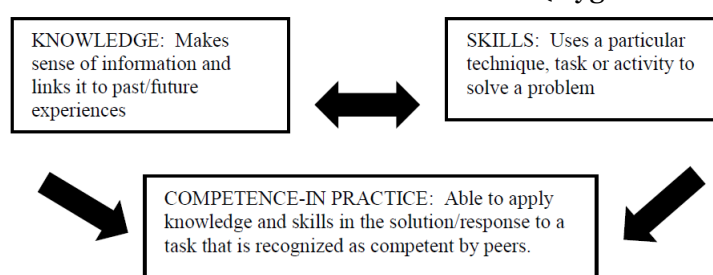 KNOWLEDGE: Makes
sense of information and
links it to past/future
experiences
SKILLS: Uses a particular
technique, task or activity to
solve a problem
COMPETENCE-IN PRACTICE: Able to apply
knowledge and skills in the solution/response to a
task that is recognized as competent by peers.